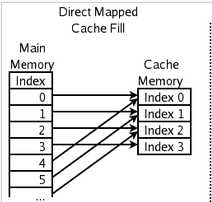 Direct Mapped
Cache Fill
Main
Memory
Index
0
1
2
3
4
5
...
Cache
Memory
Index 0
Index 1
Index 2
Index 3